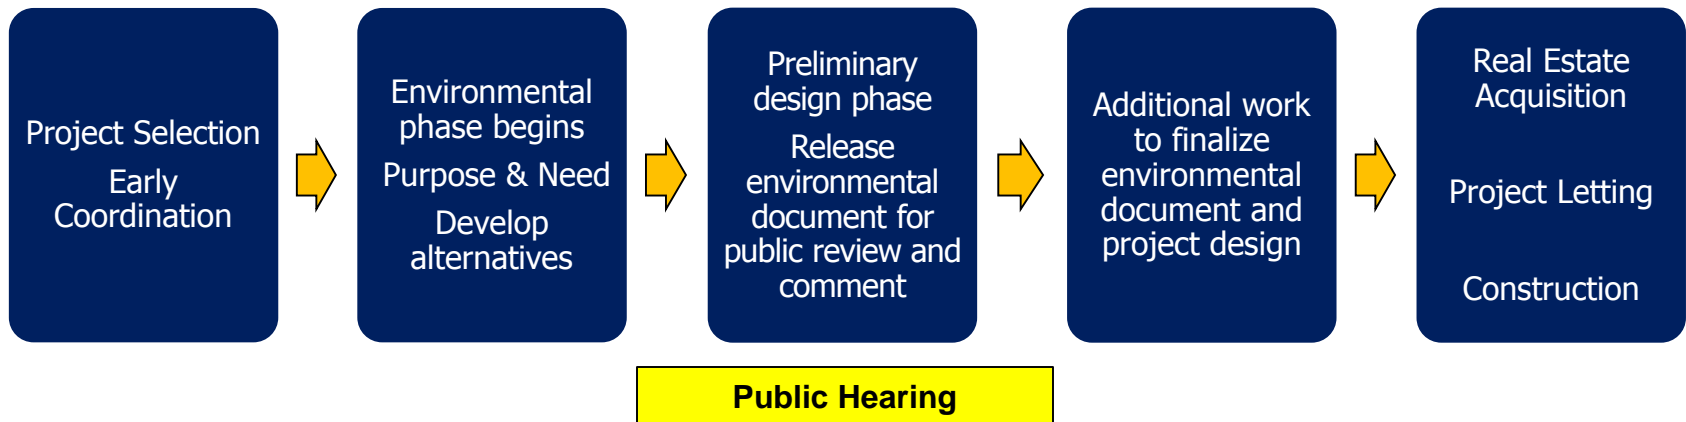 Project Selection
Early
Coordination
Environmental
phase begins
Purpose & Need
Develop
alternatives
Preliminary
design phase
Release
environmental
document for
public review and
comment
Additional work
to finalize
environmental
document and
project design
Real Estate
Acquisition
Project Letting
Construction
Public Hearing